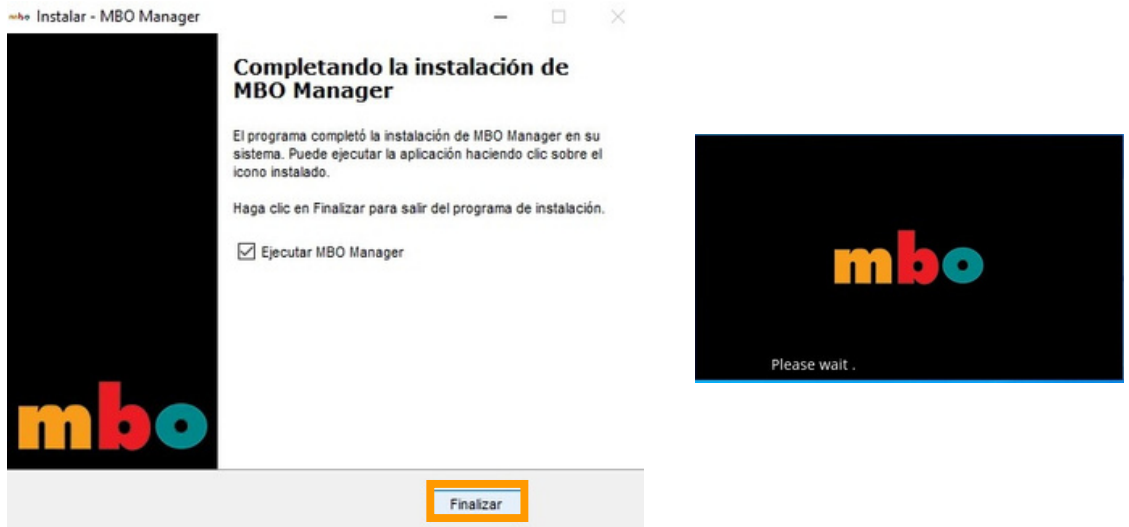 mbo Instalar - MBO Manager
Completando la instalación de
MBO Manager
El programa completó la instalación de MBO Manager en su
sistema. Puede ejecutar la aplicación haciendo clic sobre el
icono instalado.
Haga clic en Finalizar para salir del programa de instalación.
Ejecutar MBO Manager
mbo
Finalizar
mbo
Please wait .